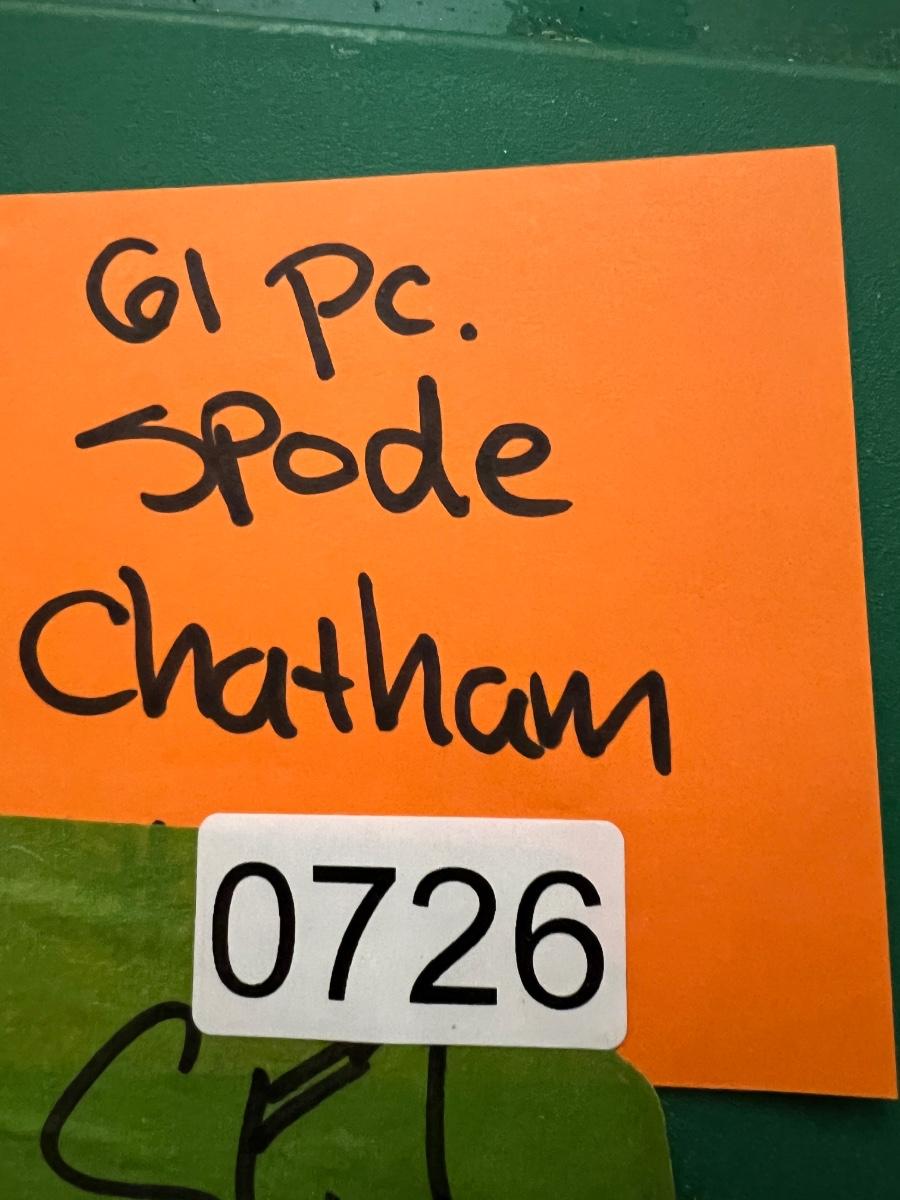 61 pc.
Spode
Chatham
0726